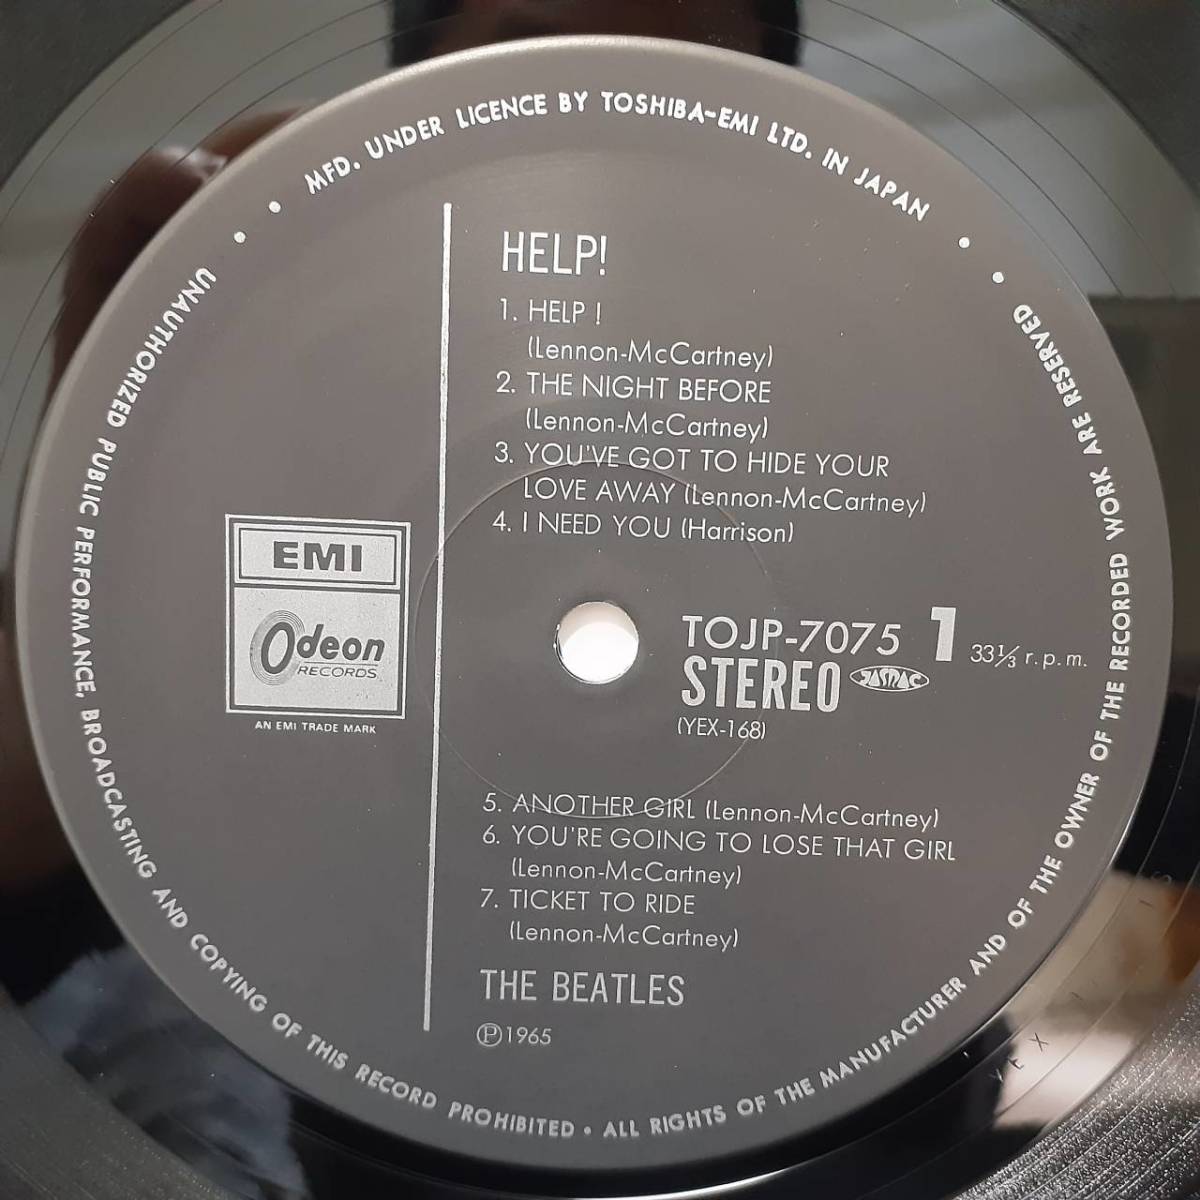 MFD. UNDER LICENCE BY TOSHIBA-EMI LTD. IN JAPAN
HELP!
1. HELP !
(Lennon-McCartney)
2. THE NIGHT BEFORE
(Lennon-McCartney)
3. YOU'VE GOT TO HIDE YOUR
LOVE AWAY (Lennon-McCartney)
4. I NEED YOU (Harrison)
EMI
Odeon
RECORDS
AN EMI TRADE MARK
TOJP-7075 1 33⅓ r.p.m.
STEREO JASRAC
(YEX-168)
5. ANOTHER GIRL (Lennon-McCartney)
6. YOU'RE GOING TO LOSE THAT GIRL
(Lennon-McCartney)
7. TICKET TO RIDE
(Lennon-McCartney)
THE BEATLES
Ⓟ1965
UNAUTHORIZED PUBLIC PERFORMANCE, BROADCASTING AND COPYING OF THIS RECORD PROHIBITED • ALL RIGHTS OF THE MANUFACTURER AND OF THE OWNER OF THE RECORDED WORK ARE RESERVED
YEX